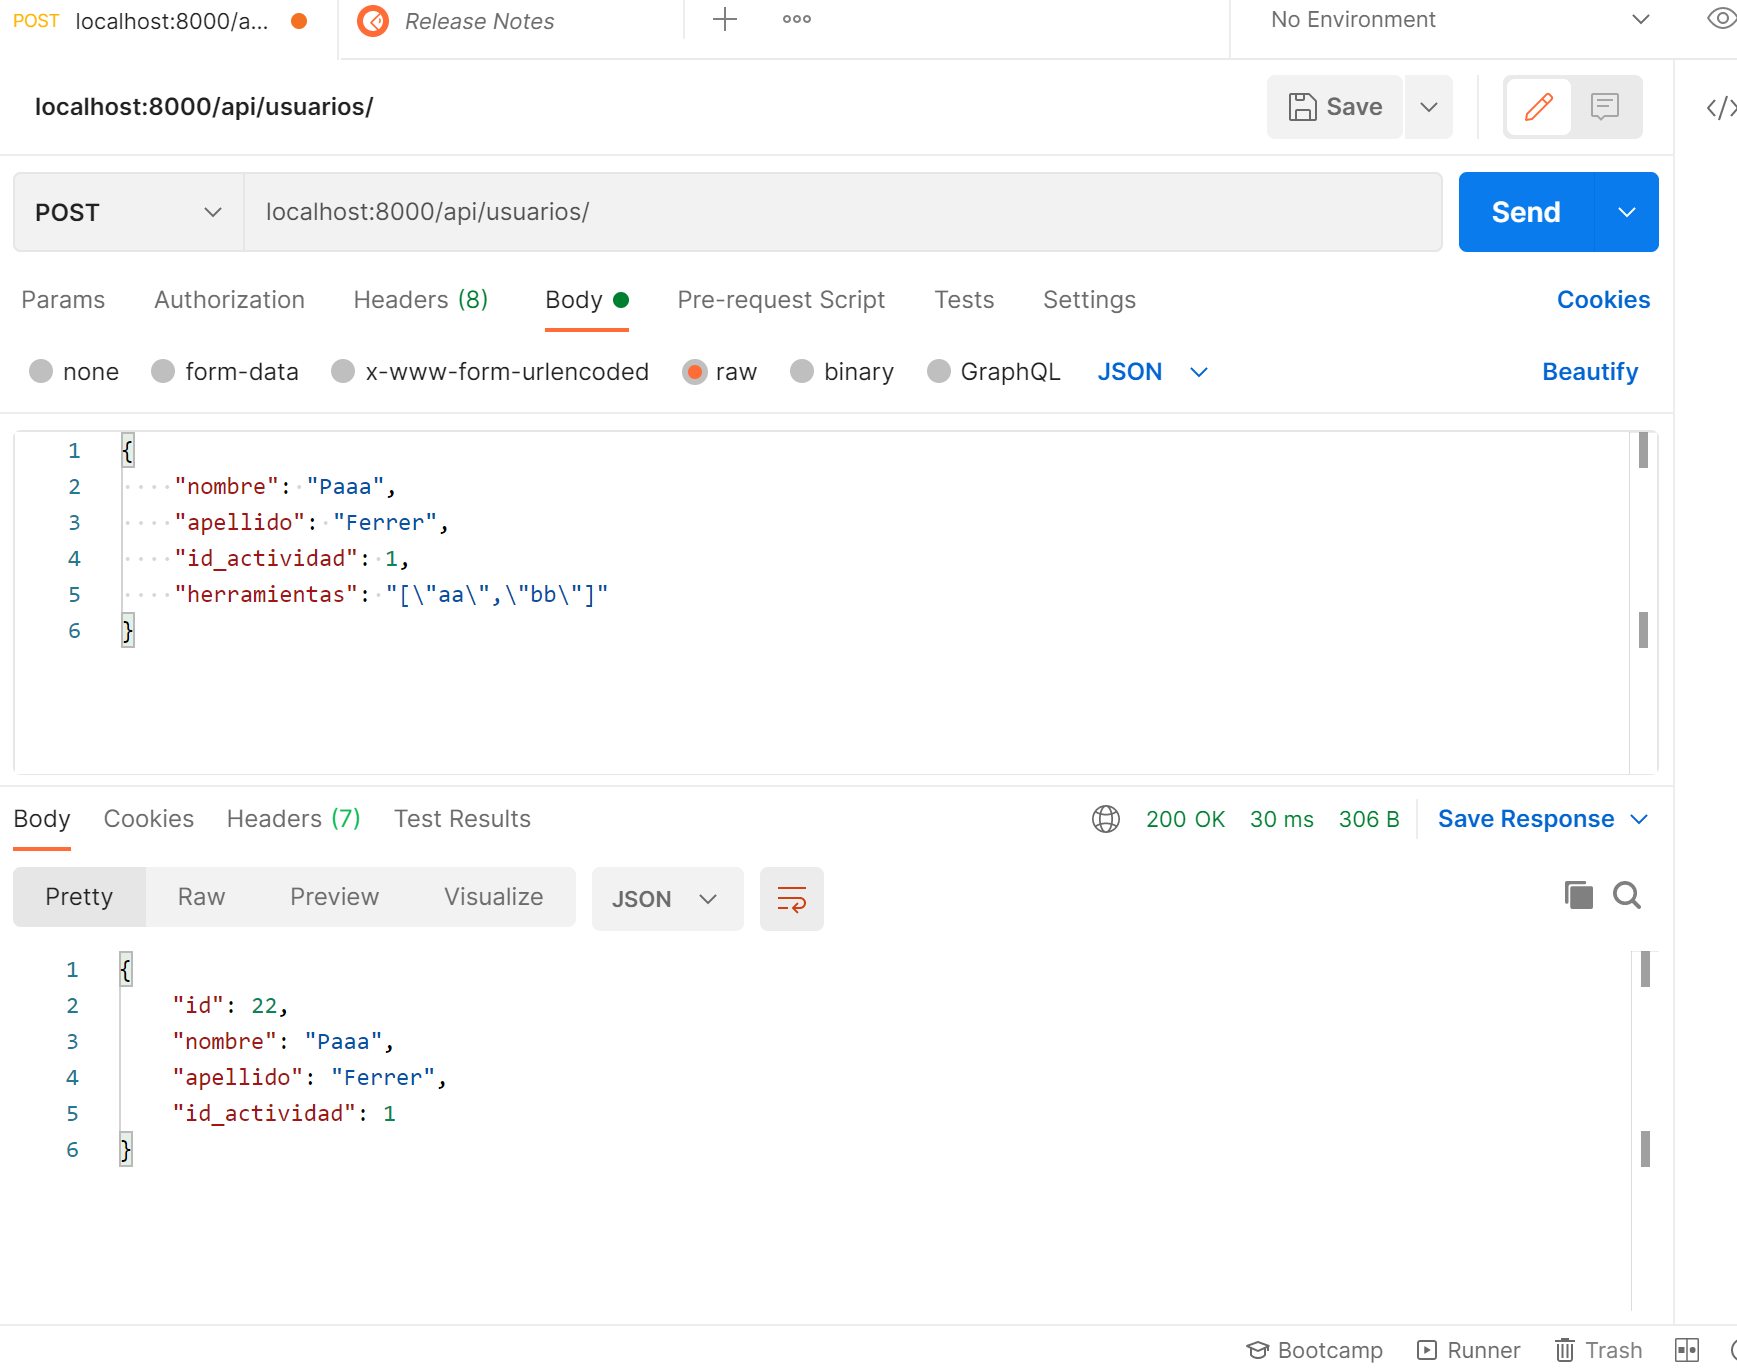 POST localhost:8000/a... Release Notes No Environment
localhost:8000/api/usuarios/ Save
POST localhost:8000/api/usuarios/ Send
Params Authorization Headers (8) Body Pre-request Script Tests Settings Cookies
none form-data x-www-form-urlencoded raw binary GraphQL JSON Beautify
1 {
2 "nombre": "Paaa",
3 "apellido": "Ferrer",
4 "id_actividad": 1,
5 "herramientas": "[\"aa\",\"bb\"]"
6 }
Body Cookies Headers (7) Test Results 200 OK 30 ms 306 B Save Response
Pretty Raw Preview Visualize JSON
1 {
2 "id": 22,
3 "nombre": "Paaa",
4 "apellido": "Ferrer",
5 "id_actividad": 1
6 }
Bootcamp Runner Trash